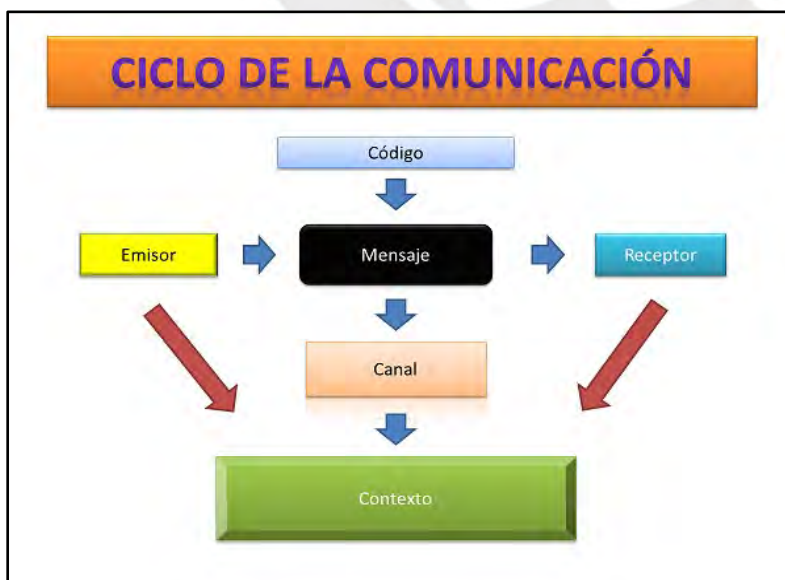 CICLO DE LA COMUNICACIÓN
Código
Emisor
Mensaje
Receptor
Canal
Contexto